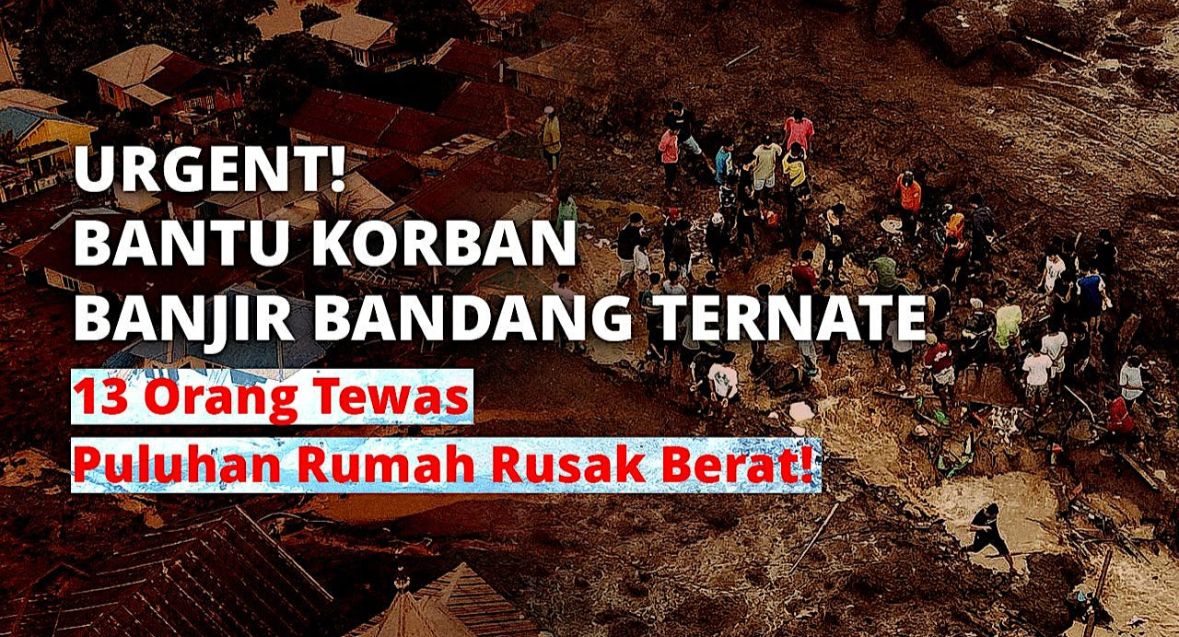 URGENT!
BANTU KORBAN
BANJIR BANDANG TERNATE
13 Orang Tewas
Puluhan Rumah Rusak Berat!